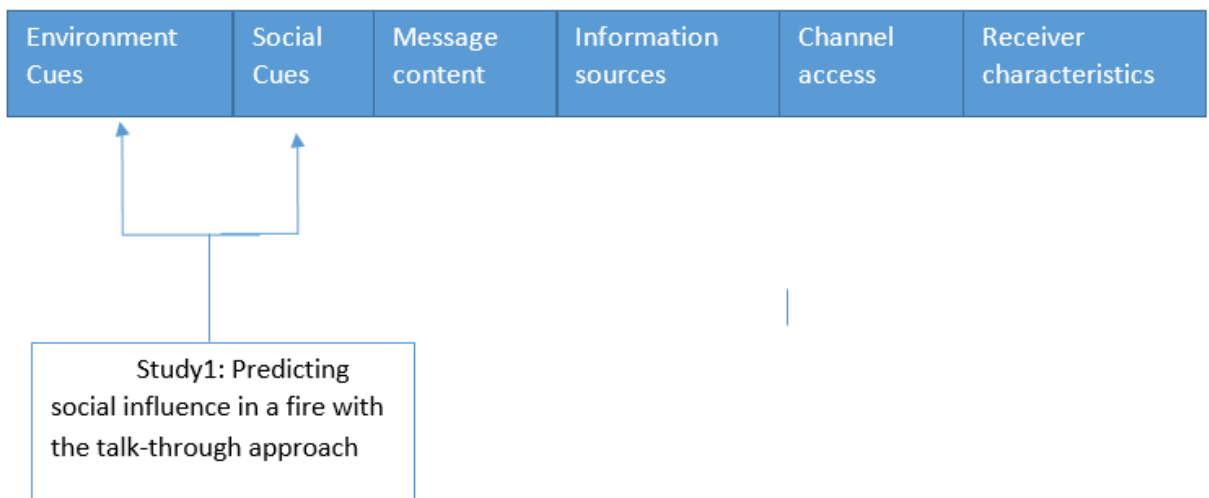 Environment
Cues
Social
Cues
Message
content
Information
sources
Channel
access
Receiver
characteristics
Study1: Predicting
social influence in a fire with
the talk-through approach